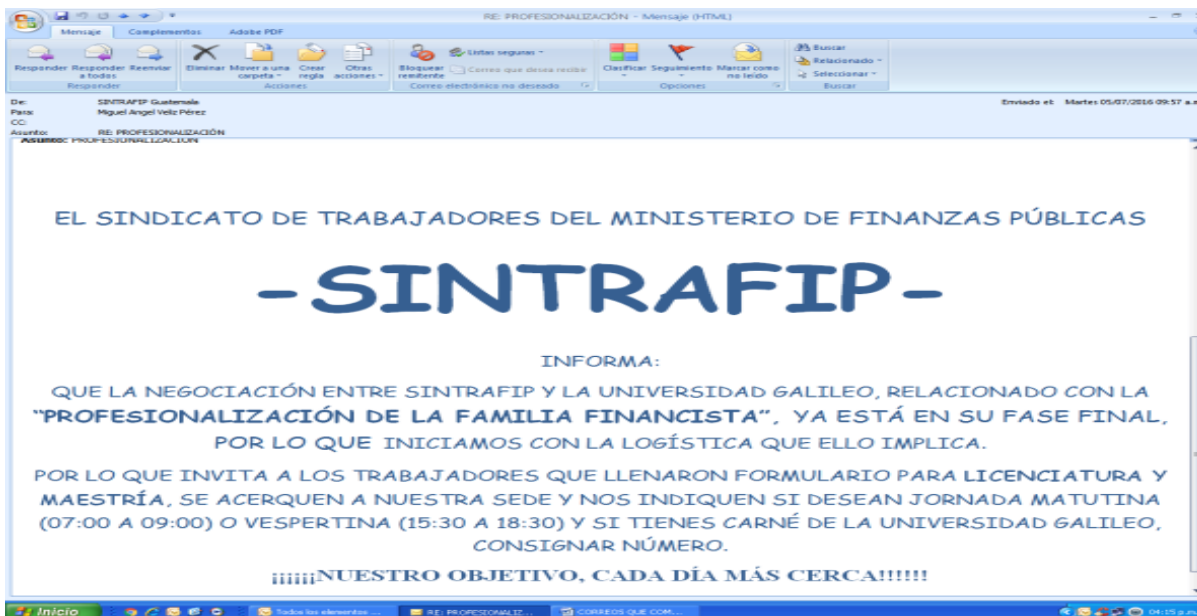 RE: PROFESIONALIZACIÓN - Mensaje (HTML)
Mensaje Complementos Adobe PDF
Responder Responder a todos Reenviar
Eliminar Mover a una carpeta Crear regla Otras acciones
Bloquear remitente Listas seguras Correo que desea recibir
Clasificar Seguimiento Marcar como no leído
Buscar Relacionado Seleccionar
Responder Acciones Correo electrónico no deseado Opciones Buscar
De: SINTRAFIP Guatemala Enviado el: Martes 05/07/2016 09:57 a.m
Para: Miguel Angel Veliz Pérez
CC:
Asunto: RE: PROFESIONALIZACIÓN
Asunto: PROFESIONALIZACIÓN
EL SINDICATO DE TRABAJADORES DEL MINISTERIO DE FINANZAS PÚBLICAS
-SINTRAFIP-
INFORMA:
QUE LA NEGOCIACIÓN ENTRE SINTRAFIP Y LA UNIVERSIDAD GALILEO, RELACIONADO CON LA
“PROFESIONALIZACIÓN DE LA FAMILIA FINANCISTA”, YA ESTÁ EN SU FASE FINAL,
POR LO QUE INICIAMOS CON LA LOGÍSTICA QUE ELLO IMPLICA.
POR LO QUE INVITA A LOS TRABAJADORES QUE LLENARON FORMULARIO PARA LICENCIATURA Y
MAESTRÍA, SE ACERQUEN A NUESTRA SEDE Y NOS INDIQUEN SI DESEAN JORNADA MATUTINA
(07:00 A 09:00) O VESPERTINA (15:30 A 18:30) Y SI TIENES CARNÉ DE LA UNIVERSIDAD GALILEO,
CONSIGNAR NÚMERO.
¡¡¡¡¡¡NUESTRO OBJETIVO, CADA DÍA MÁS CERCA!!!!!!
Inicio Todos los elementos ... RE: PROFESIONALIZ... CORREOS QUE COM... 04:15 p.m